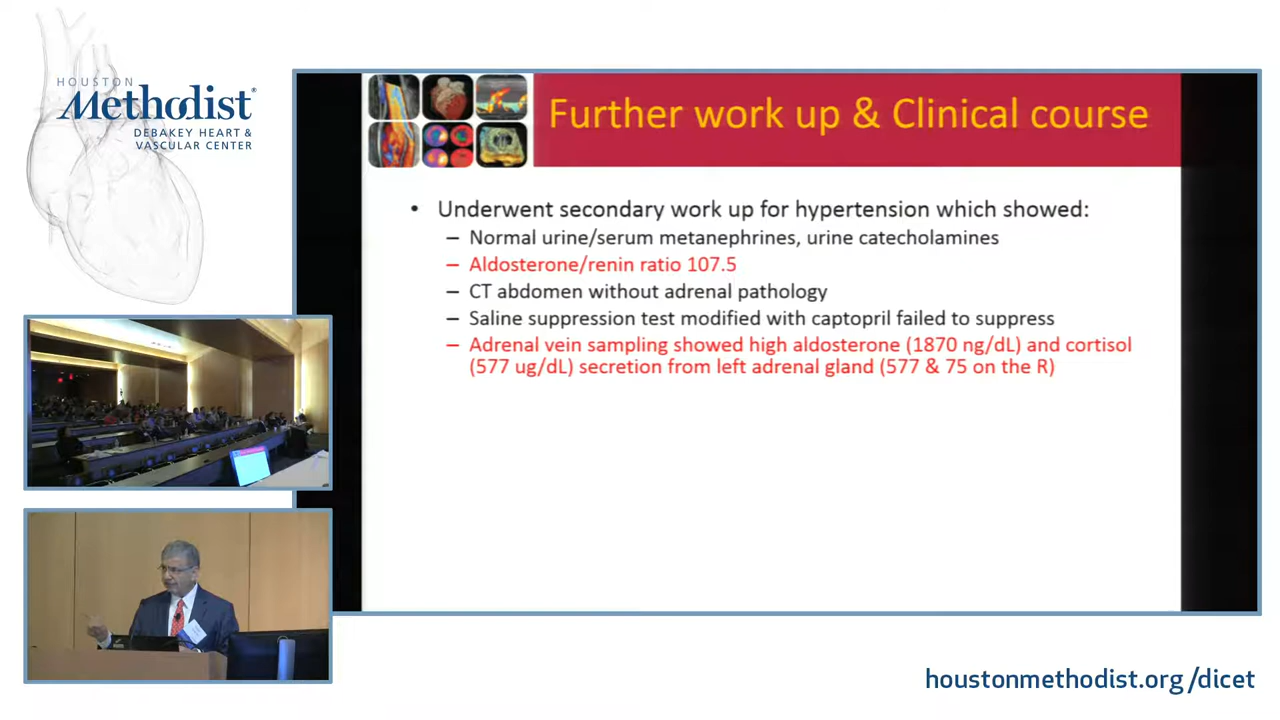 HOUSTON
Methodist®
DEBAKEY HEART &
VASCULAR CENTER
Further work up & Clinical course
• Underwent secondary work up for hypertension which showed:
– Normal urine/serum metanephrines, urine catecholamines
– Aldosterone/renin ratio 107.5
– CT abdomen without adrenal pathology
– Saline suppression test modified with captopril failed to suppress
– Adrenal vein sampling showed high aldosterone (1870 ng/dL) and cortisol
(577 ug/dL) secretion from left adrenal gland (577 & 75 on the R)
houstonmethodist.org/dicet